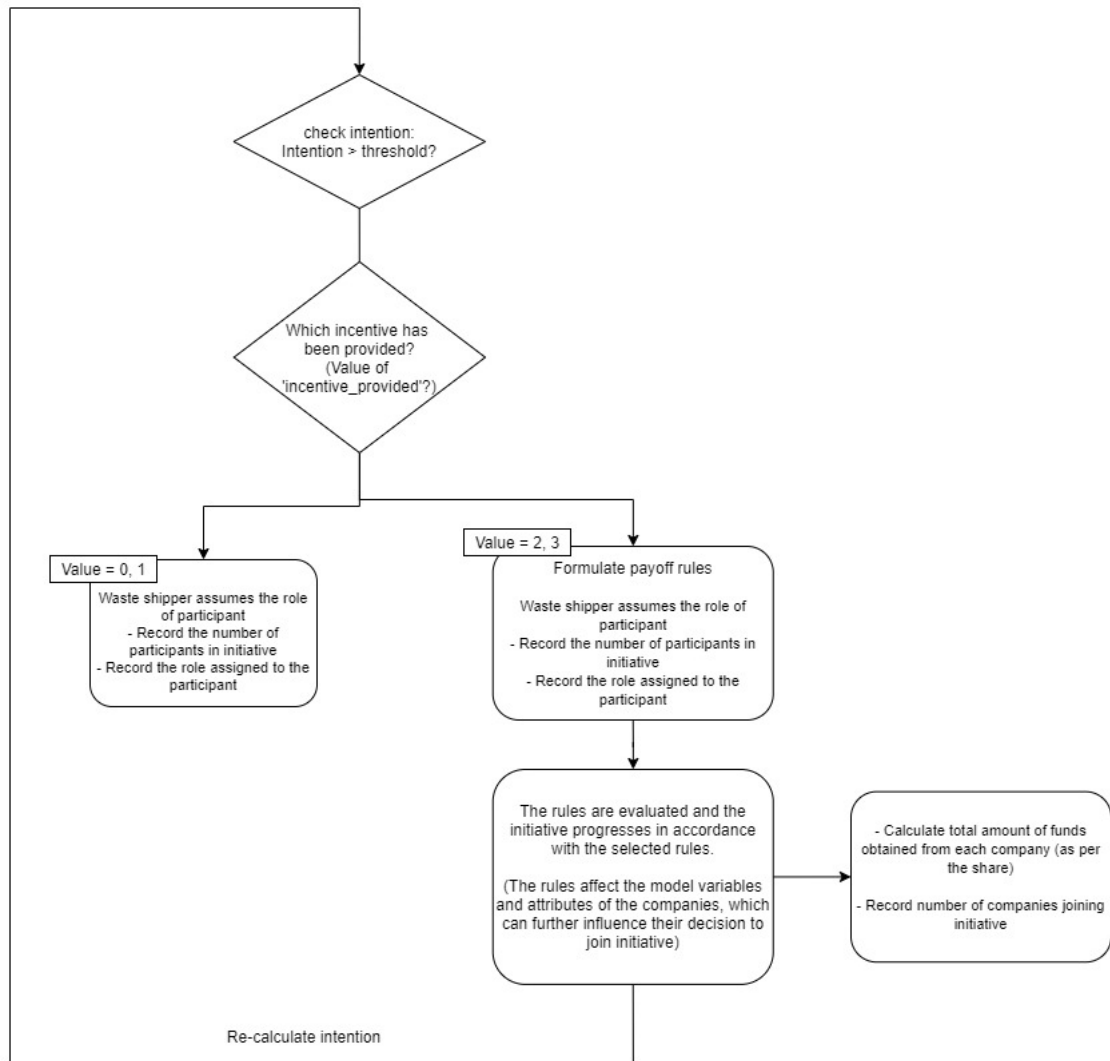 check intention:
Intention > threshold?
Which incentive has
been provided?
(Value of
'incentive_provided'?)
Value = 0, 1
Waste shipper assumes the role
of participant
- Record the number of
participants in initiative
- Record the role assigned to the
participant
Value = 2, 3
Formulate payoff rules
Waste shipper assumes the role of
participant
- Record the number of participants in
initiative
- Record the role assigned to the
participant
The rules are evaluated and the
initiative progresses in accordance
with the selected rules.
(The rules affect the model variables
and attributes of the companies, which
can further influence their decision to
join initiative)
- Calculate total amount of funds
obtained from each company (as per
the share)
- Record number of companies joining
initiative
Re-calculate intention